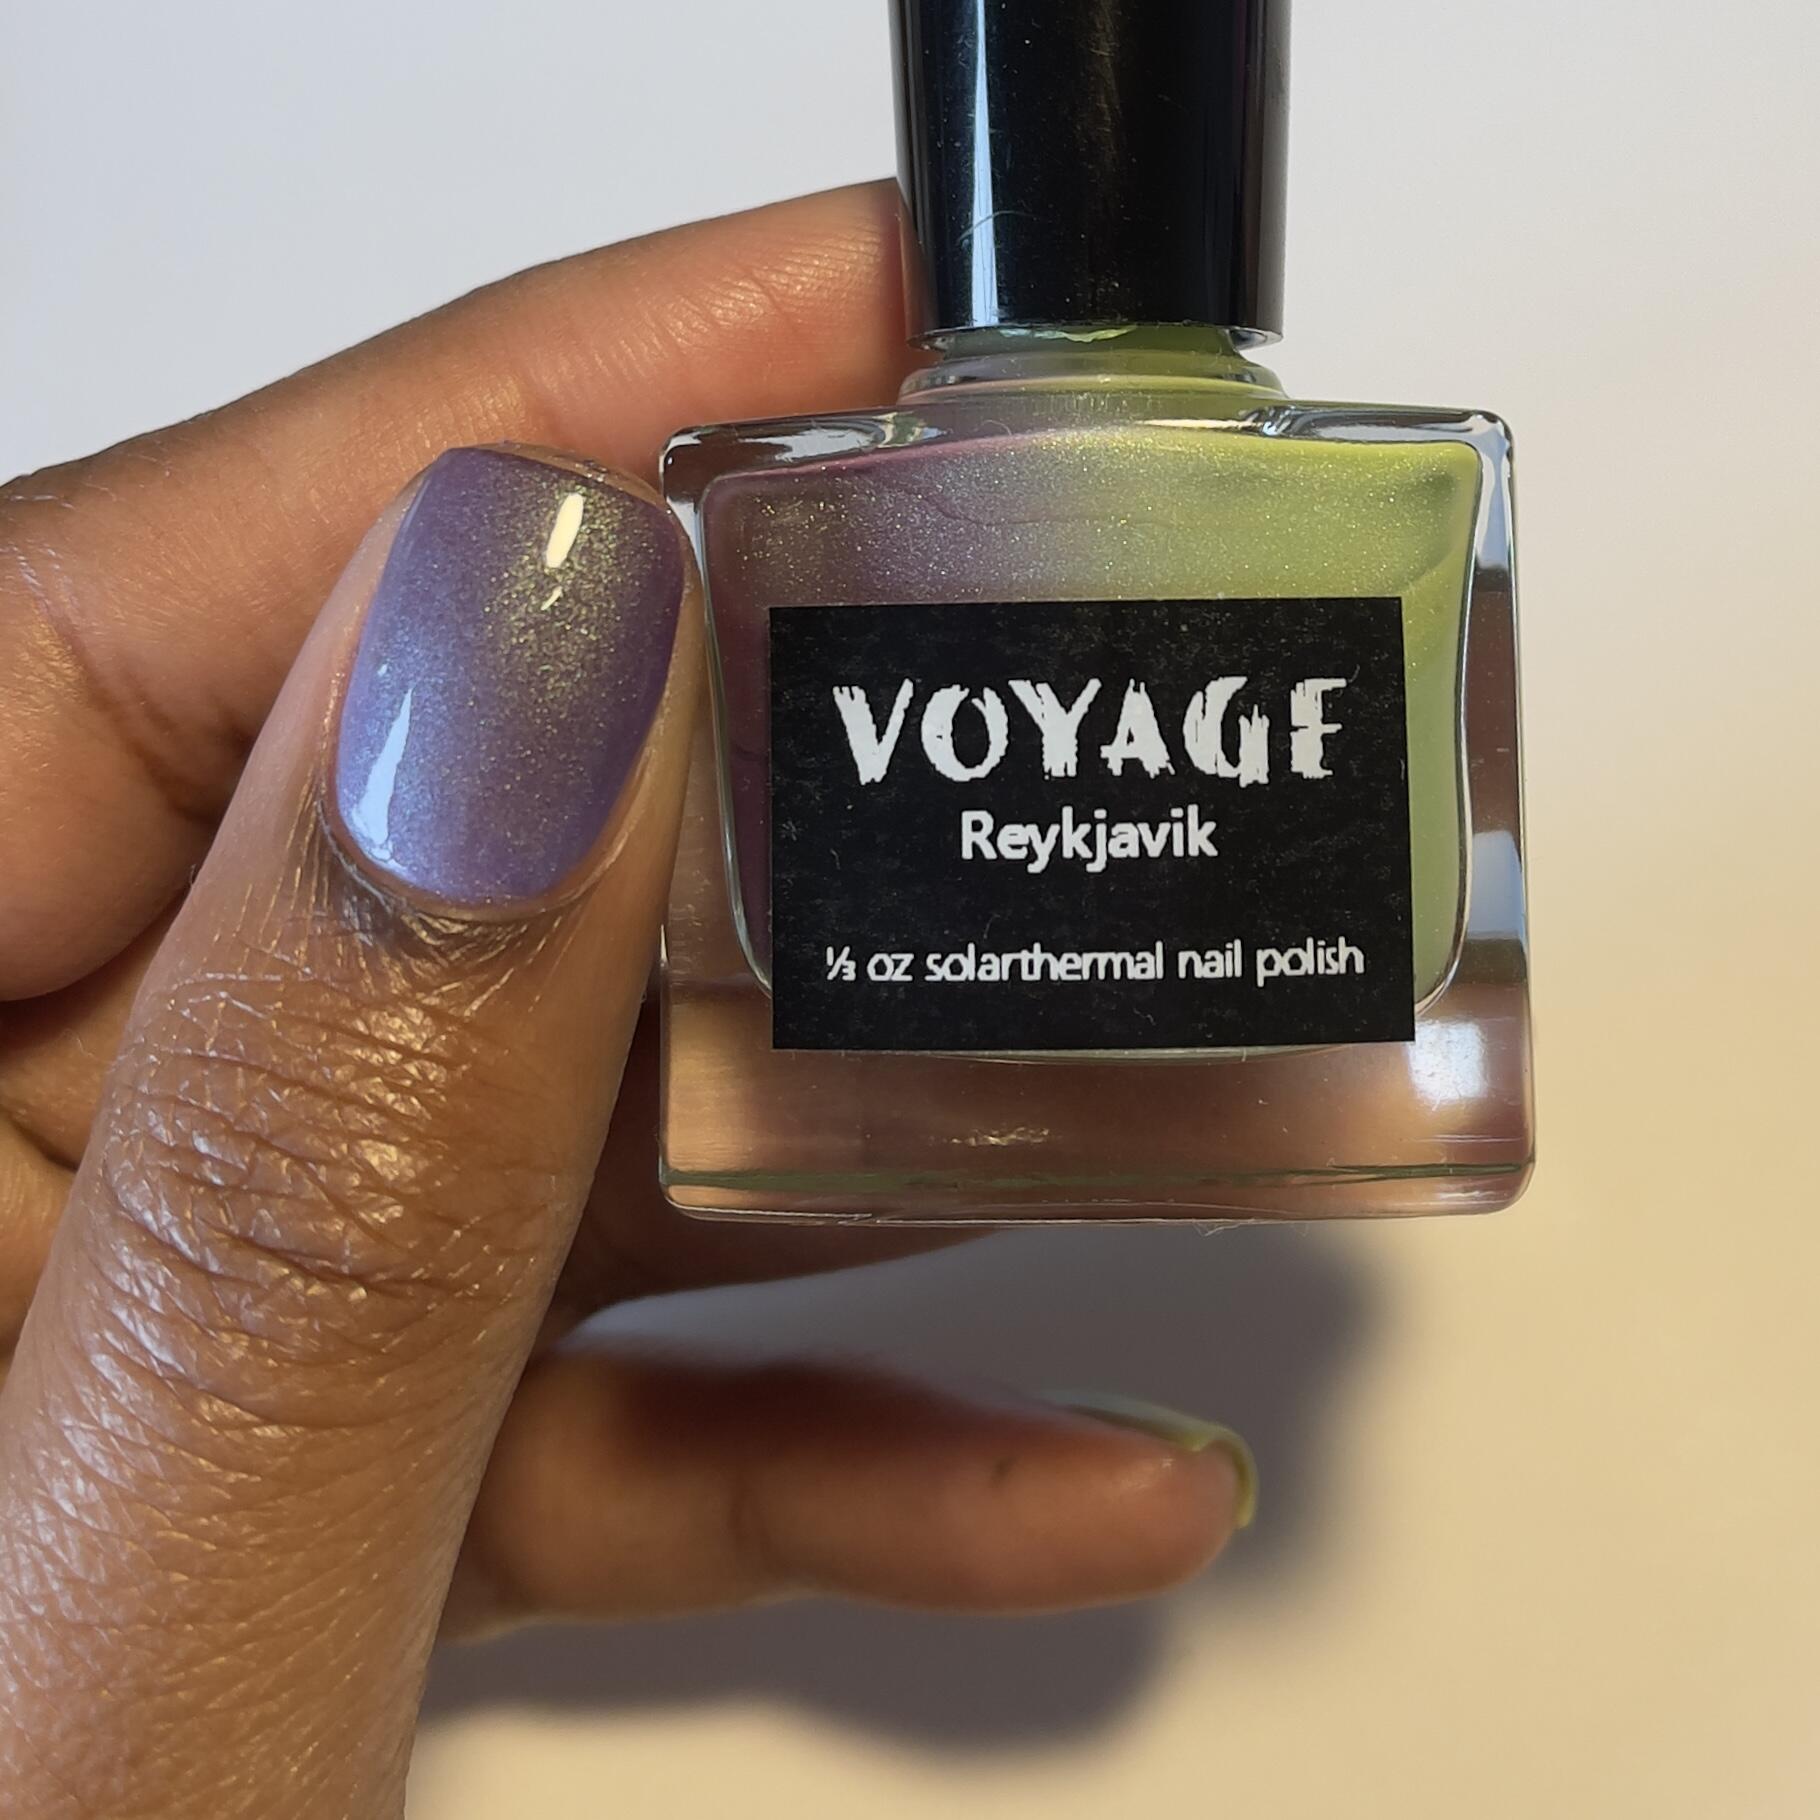 VOYAGE
Reykjavik
⅓ oz solarthermal nail polish